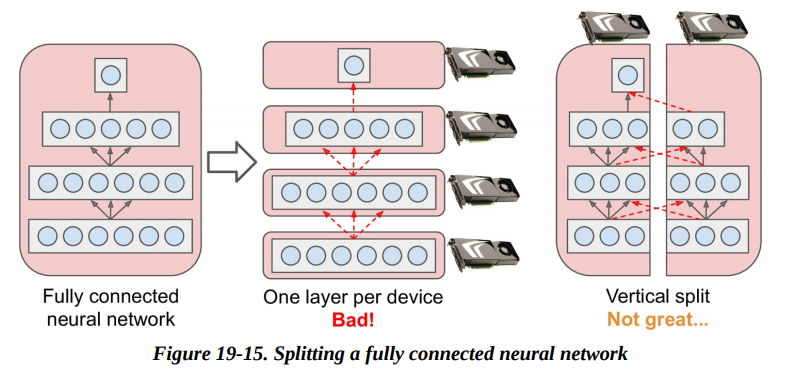 Fully connected
neural network
One layer per device
Bad!
Vertical split
Not great...
Figure 19-15. Splitting a fully connected neural network